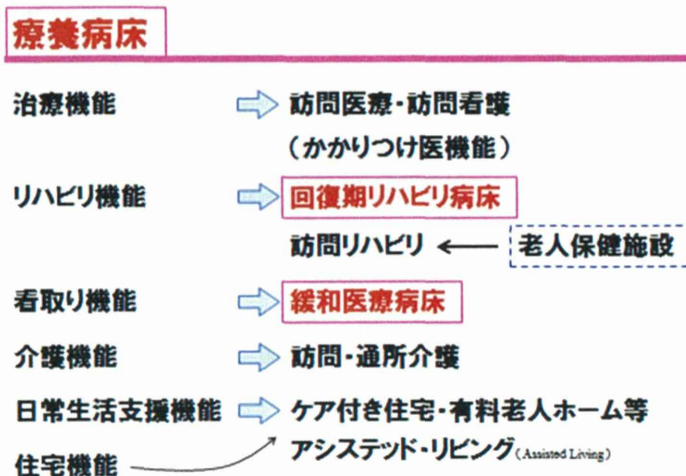 療養病床
治療機能 訪問医療・訪問看護
（かかりつけ医機能）
リハビリ機能 回復期リハビリ病床
訪問リハビリ 老人保健施設
看取り機能 緩和医療病床
介護機能 訪問・通所介護
日常生活支援機能 ケア付き住宅・有料老人ホーム等
住宅機能 アシステッド・リビング(Assisted Living)